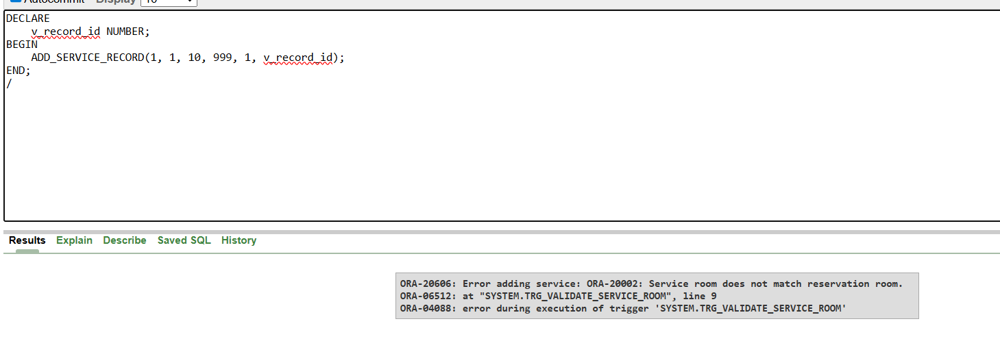 Autocommit Display 10
DECLARE
v_record_id NUMBER;
BEGIN
ADD_SERVICE_RECORD(1, 1, 10, 999, 1, v_record_id);
END;
/
Results Explain Describe Saved SQL History
ORA-20606: Error adding service: ORA-20002: Service room does not match reservation room.
ORA-06512: at "SYSTEM.TRG_VALIDATE_SERVICE_ROOM", line 9
ORA-04088: error during execution of trigger 'SYSTEM.TRG_VALIDATE_SERVICE_ROOM'